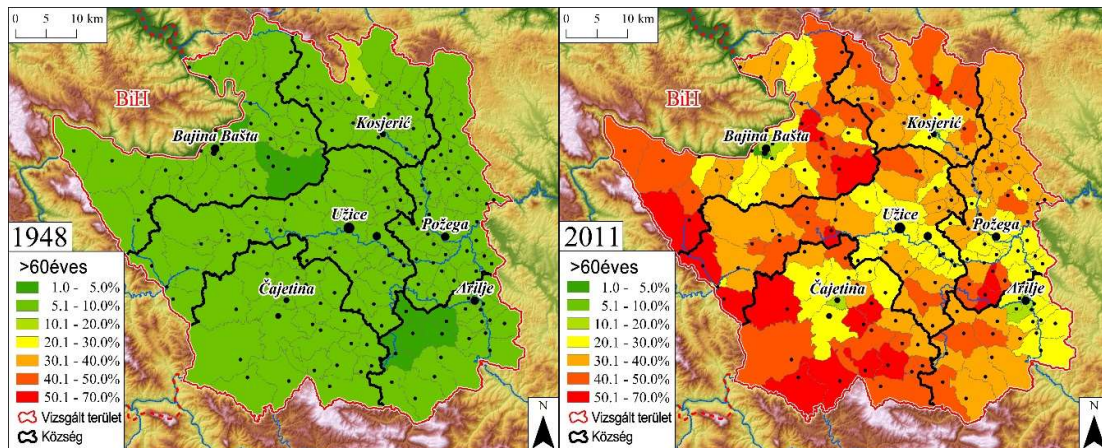 0 5 10 km
BiH
Bajina Bašta
Kosjerić
Užice
Požega
Čajetina
Arilje
1948
>60éves
1.0 - 5.0%
5.1 - 10.0%
10.1 - 20.0%
20.1 - 30.0%
30.1 - 40.0%
40.1 - 50.0%
50.1 - 70.0%
Vizsgált terület
Község
N
0 5 10 km
BiH
Bajina Bašta
Kosjerić
Užice
Požega
Čajetina
Arilje
2011
>60éves
1.0 - 5.0%
5.1 - 10.0%
10.1 - 20.0%
20.1 - 30.0%
30.1 - 40.0%
40.1 - 50.0%
50.1 - 70.0%
Vizsgált terület
Község
N